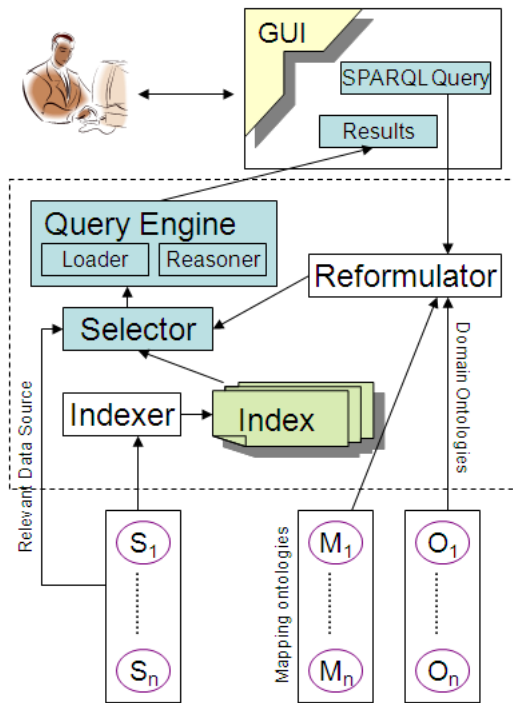 GUI
SPARQL Query
Results
Query Engine
Loader
Reasoner
Reformulator
Selector
Domain Ontologies
Relevant Data Source
Indexer
Index
Mapping ontologies
S1
M1
O1
Sn
Mn
On